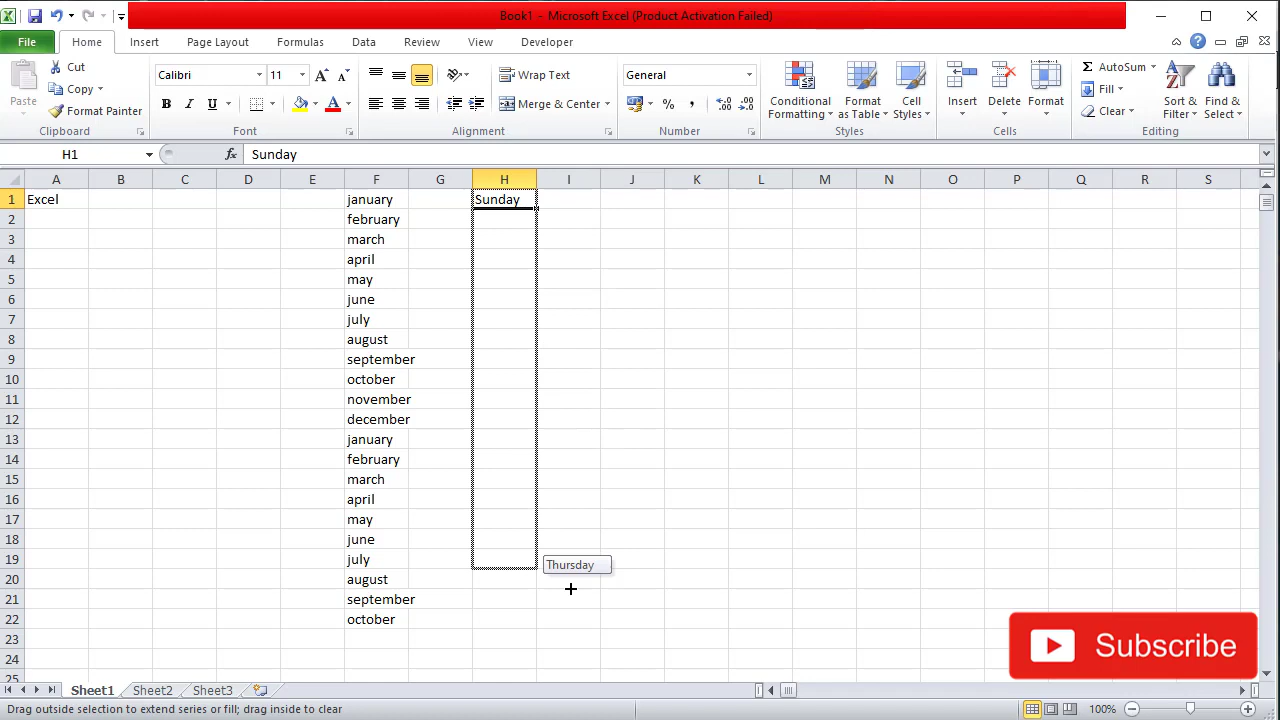 Book1 - Microsoft Excel (Product Activation Failed)
File Home Insert Page Layout Formulas Data Review View Developer
Paste
Cut
Copy
Format Painter
Clipboard
Calibri 11
B I U
Font
Wrap Text
Merge & Center
Alignment
General
% ,
Number
Conditional Formatting
Format as Table
Cell Styles
Styles
Insert
Delete
Format
Cells
Σ AutoSum
Fill
Clear
Sort & Filter
Find & Select
Editing
H1 fx Sunday
A B C D E F G H I J K L M N O P Q R S
1 Excel january Sunday
2 february
3 march
4 april
5 may
6 june
7 july
8 august
9 september
10 october
11 november
12 december
13 january
14 february
15 march
16 april
17 may
18 june
19 july Thursday
20 august
21 september
22 october
23
24
25
Subscribe
Sheet1 Sheet2 Sheet3
Drag outside selection to extend series or fill; drag inside to clear 100%